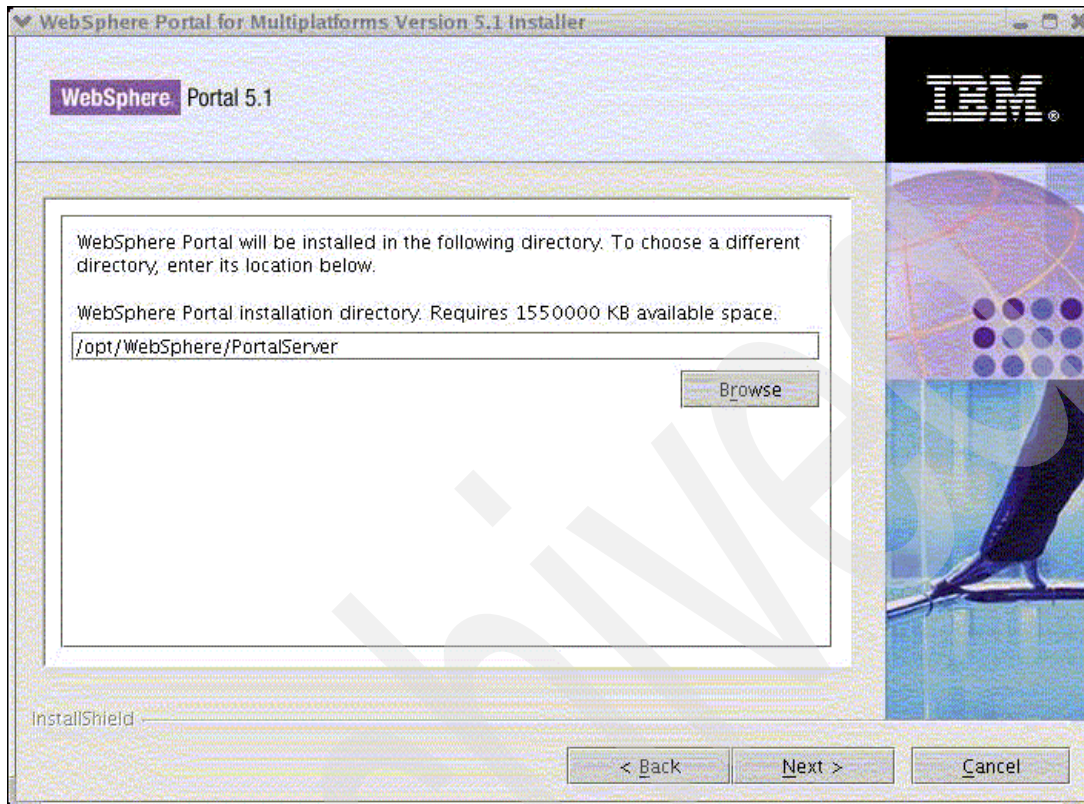 WebSphere Portal for Multiplatforms Version 5.1 Installer
WebSphere Portal 5.1
IBM®
WebSphere Portal will be installed in the following directory. To choose a different
directory, enter its location below.
WebSphere Portal installation directory. Requires 1550000 KB available space.
/opt/WebSphere/PortalServer
Browse
InstallShield
< Back
Next >
Cancel